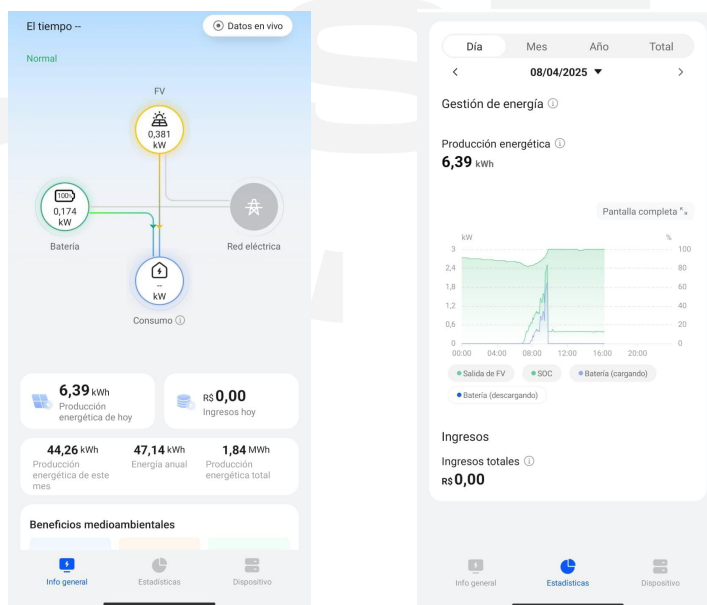 El tiempo --
Datos en vivo
Normal
FV
0,381
kW
100%
0,174
kW
Batería
Red eléctrica
--
kW
Consumo
6,39 kWh
Producción
energética de hoy
R$ 0,00
Ingresos hoy
44,26 kWh
Producción
energética de este
mes
47,14 kWh
Energía anual
1,84 MWh
Producción
energética total
Beneficios medioambientales
Info general
Estadísticas
Dispositivo
Día
Mes
Año
Total
< 08/04/2025 ▼ >
Gestión de energía
Producción energética
6,39 kWh
Pantalla completa
kW
%
3
100
2,4
80
1,8
60
1,2
40
0,6
20
0
0
00:00 04:00 08:00 12:00 16:00 20:00
Salida de FV
SOC
Batería (cargando)
Batería (descargando)
Ingresos
Ingresos totales
R$ 0,00
Info general
Estadísticas
Dispositivo